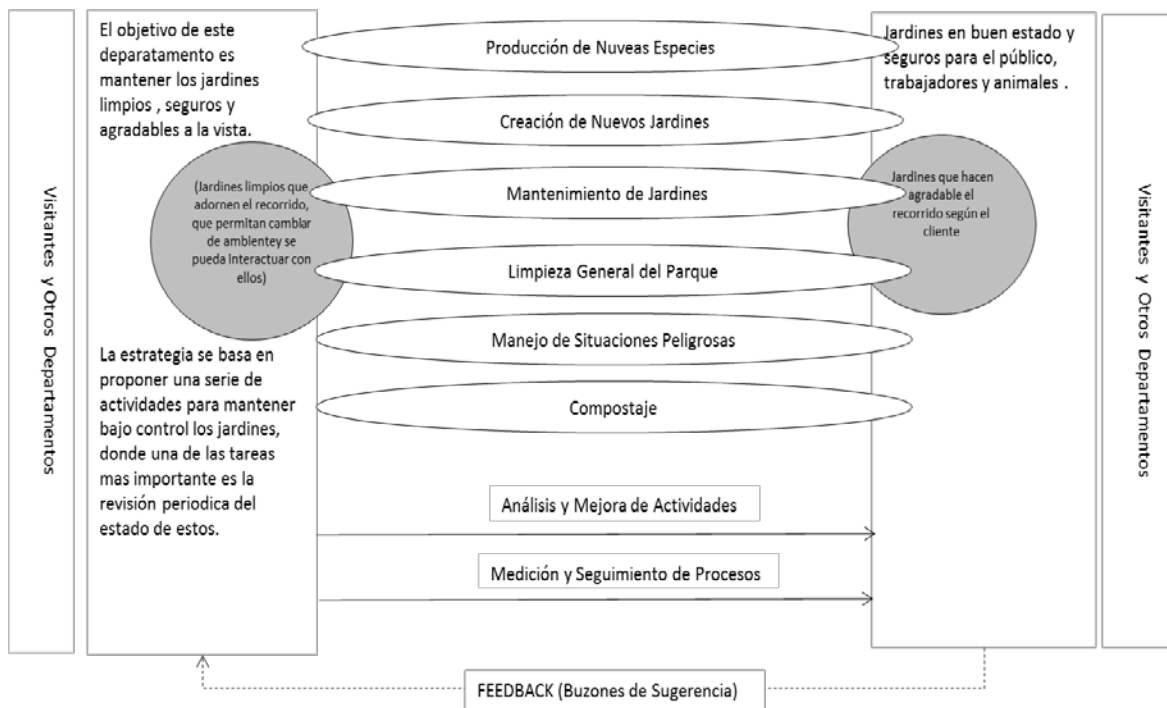 Visitantes y Otros Departamentos
El objetivo de este
deparatamento es
mantener los jardines
limpios , seguros y
agradables a la vista.
(Jardines limpios que
adornen el recorrido,
que permitan cambiar
de ambientey se
pueda Interactuar con
ellos)
La estrategia se basa en
proponer una serie de
actividades para mantener
bajo control los jardines,
donde una de las tareas
mas importante es la
revisión periodica del
estado de estos.
Producción de Nuveas Especies
Creación de Nuevos Jardines
Mantenimiento de Jardines
Limpieza General del Parque
Manejo de Situaciones Peligrosas
Compostaje
Análisis y Mejora de Actividades
Medición y Seguimiento de Procesos
FEEDBACK (Buzones de Sugerencia)
Jardines en buen estado y
seguros para el público,
trabajadores y animales .
Jardines que hacen
agradable el
recorrido según el
cliente
Visitantes y Otros Departamentos